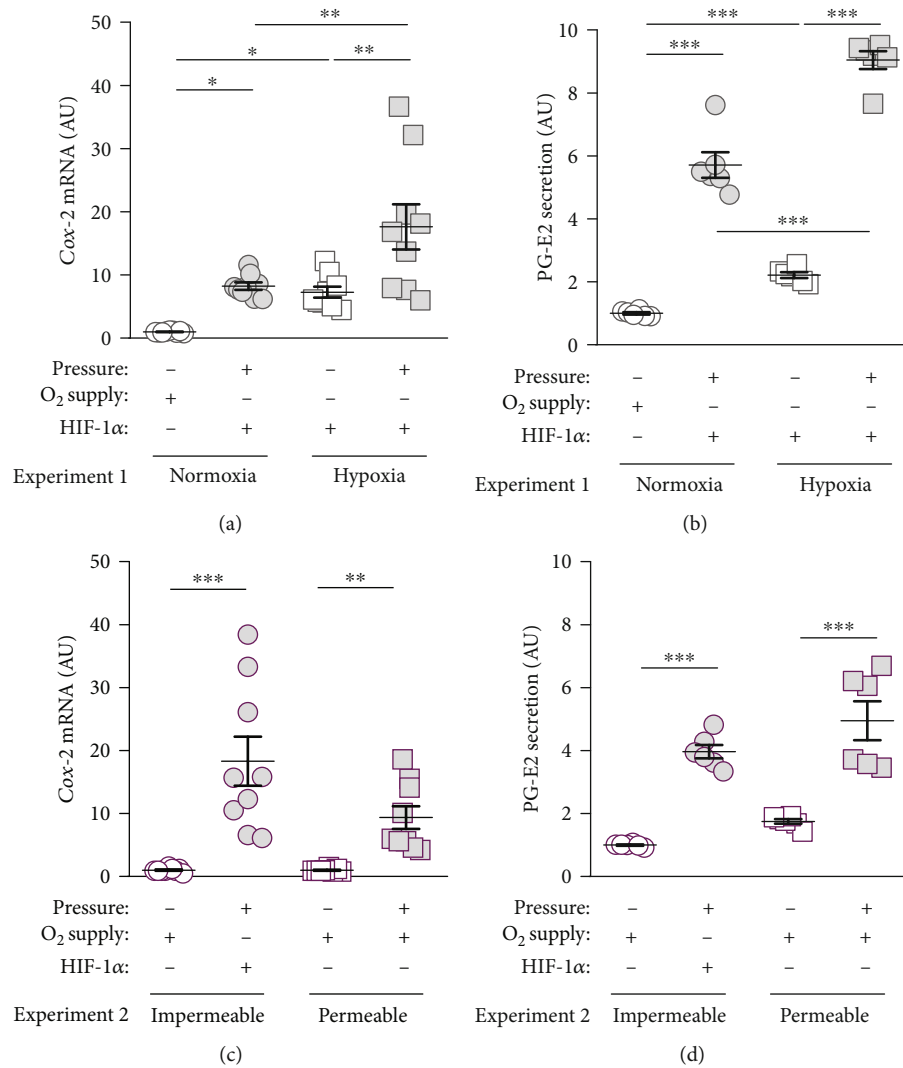 50
40
30
20
10
0
Cox-2 mRNA (AU)
**
*
**
*
Pressure: – + – +
O2 supply: + – – –
HIF-1α: – + + +
Experiment 1 Normoxia Hypoxia
(a)
10
8
6
4
2
0
PG-E2 secretion (AU)
*** ***
***
***
Pressure: – + – +
O2 supply: + – – –
HIF-1α: – + + +
Experiment 1 Normoxia Hypoxia
(b)
50
40
30
20
10
0
Cox-2 mRNA (AU)
*** **
Pressure: – + – +
O2 supply: + – + +
HIF-1α: – + – –
Experiment 2 Impermeable Permeable
(c)
10
8
6
4
2
0
PG-E2 secretion (AU)
***
***
Pressure: – + – +
O2 supply: + – + +
HIF-1α: – + – –
Experiment 2 Impermeable Permeable
(d)